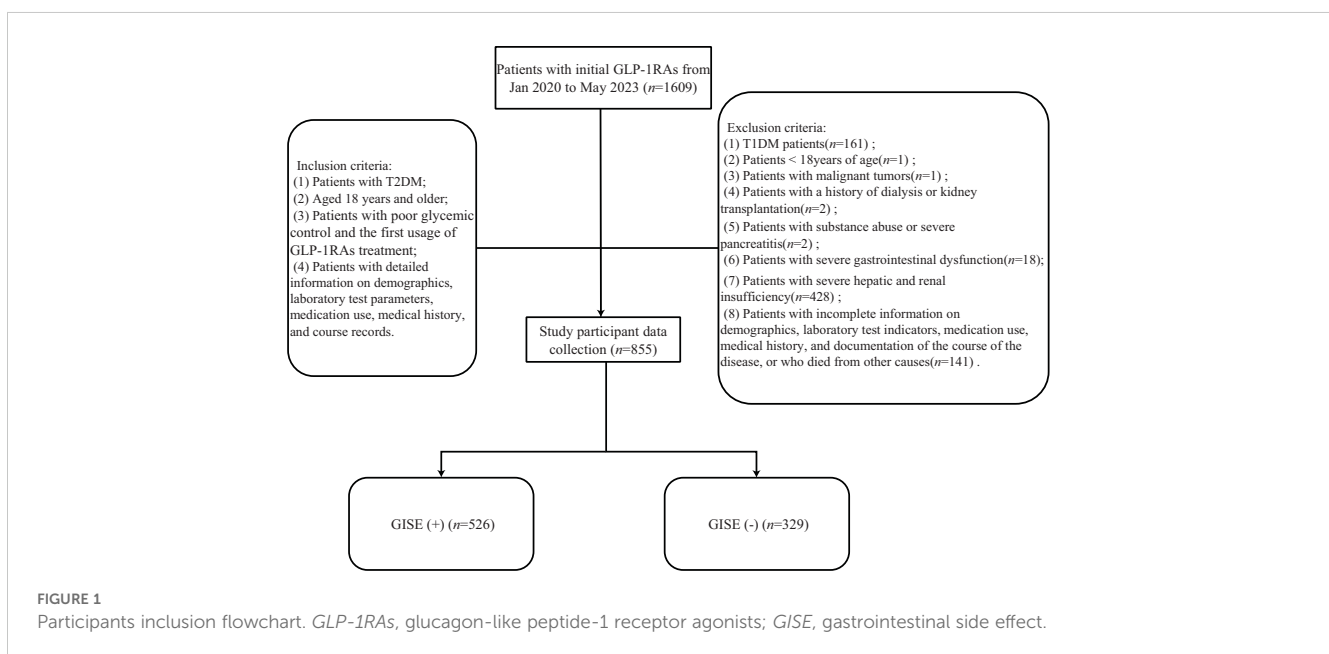 Patients with initial GLP-1RAs from
Jan 2020 to May 2023 (n=1609)
Inclusion criteria:
(1) Patients with T2DM;
(2) Aged 18 years and older;
(3) Patients with poor glycemic
control and the first usage of
GLP-1RAs treatment;
(4) Patients with detailed
information on demographics,
laboratory test parameters,
medication use, medical history,
and course records.
Exclusion criteria:
(1) T1DM patients(n=161) ;
(2) Patients < 18years of age(n=1) ;
(3) Patients with malignant tumors(n=1) ;
(4) Patients with a history of dialysis or kidney
transplantation(n=2) ;
(5) Patients with substance abuse or severe
pancreatitis(n=2) ;
(6) Patients with severe gastrointestinal dysfunction(n=18);
(7) Patients with severe hepatic and renal
insufficiency(n=428) ;
(8) Patients with incomplete information on
demographics, laboratory test indicators, medication use,
medical history, and documentation of the course of the
disease, or who died from other causes(n=141) .
Study participant data
collection (n=855)
GISE (+) (n=526)
GISE (-) (n=329)
FIGURE 1
Participants inclusion flowchart. GLP-1RAs, glucagon-like peptide-1 receptor agonists; GISE, gastrointestinal side effect.